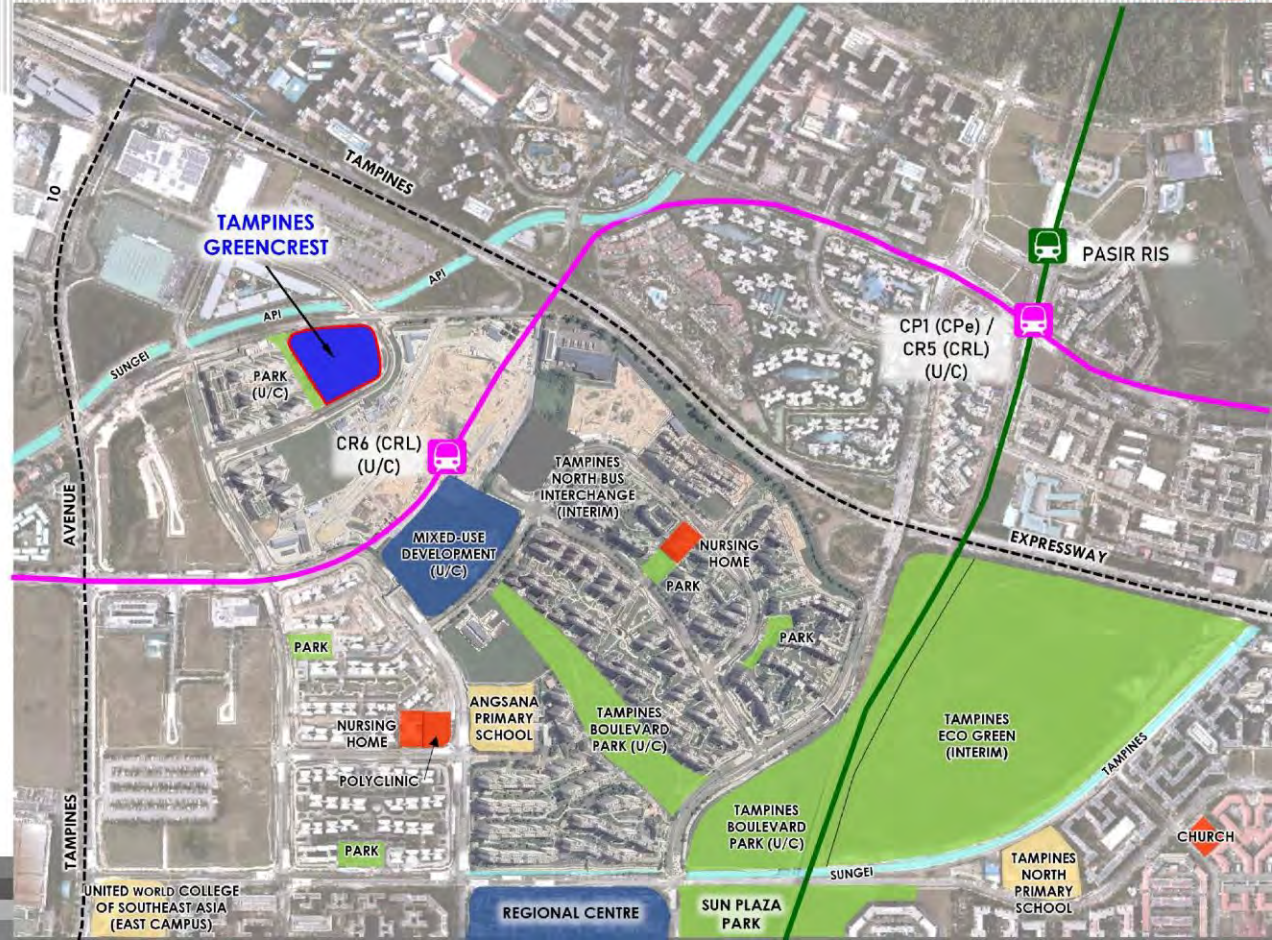 TAMPINES
10
TAMPINES
GREENCREST
API
API
SUNGEI
PARK
(U/C)
PASIR RIS
CP1 (CPe) /
CR5 (CRL)
(U/C)
CR6 (CRL)
(U/C)
TAMPINES
NORTH BUS
INTERCHANGE
(INTERIM)
AVENUE
MIXED-USE
DEVELOPMENT
(U/C)
NURSING
HOME
PARK
EXPRESSWAY
PARK
PARK
ANGSANA
PRIMARY
SCHOOL
NURSING
HOME
POLYCLINIC
TAMPINES
BOULEVARD
PARK (U/C)
TAMPINES
ECO GREEN
(INTERIM)
TAMPINES
TAMPINES
TAMPINES
BOULEVARD
PARK (U/C)
CHURCH
PARK
SUNGEI
TAMPINES
NORTH
PRIMARY
SCHOOL
UNITED WORLD COLLEGE
OF SOUTHEAST ASIA
(EAST CAMPUS)
REGIONAL CENTRE
SUN PLAZA
PARK